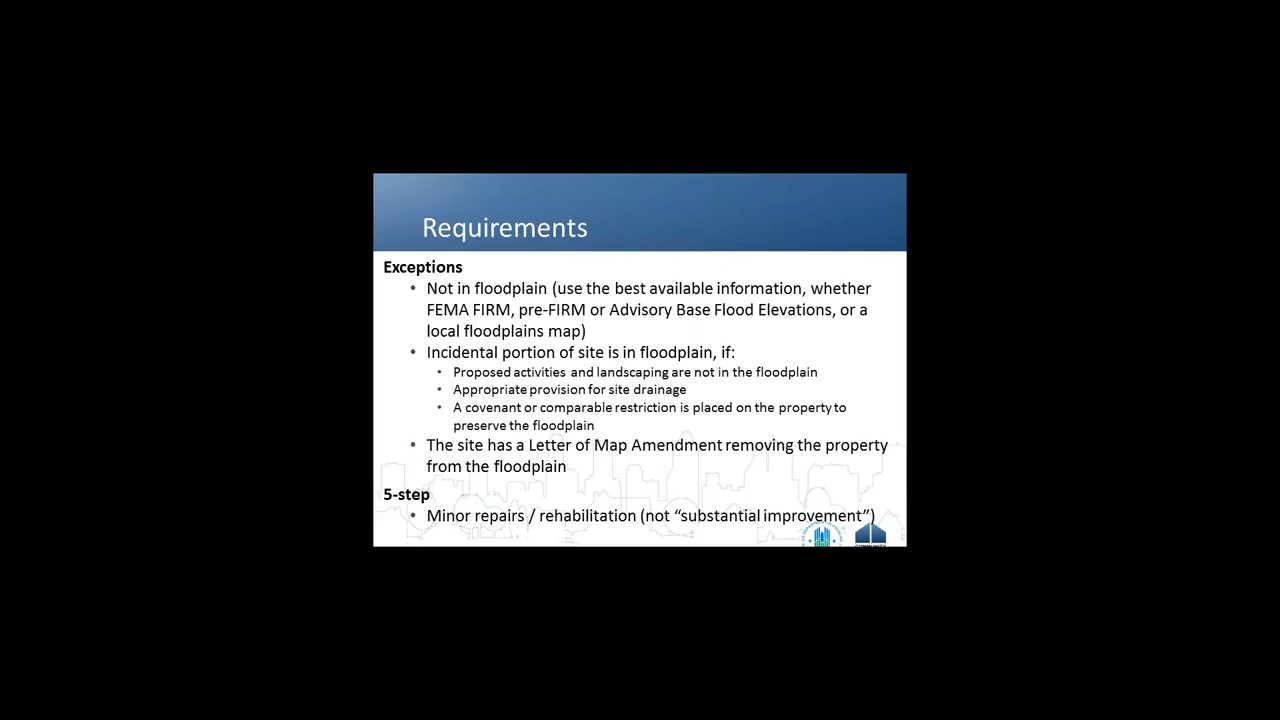 Requirements
Exceptions
• Not in floodplain (use the best available information, whether
FEMA FIRM, pre-FIRM or Advisory Base Flood Elevations, or a
local floodplains map)
• Incidental portion of site is in floodplain, if:
• Proposed activities and landscaping are not in the floodplain
• Appropriate provision for site drainage
• A covenant or comparable restriction is placed on the property to
preserve the floodplain
• The site has a Letter of Map Amendment removing the property
from the floodplain
5-step
• Minor repairs / rehabilitation (not “substantial improvement”)
COMMUNITY